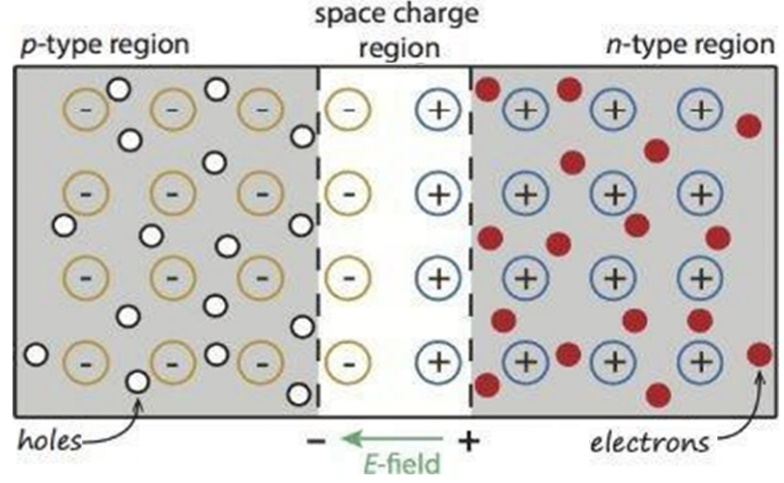 space charge
region
p-type region
n-type region
- - - - + + + +
- - - - + + + +
- - - - + + + +
- - - - + + + +
holes
- +
E-field
electrons